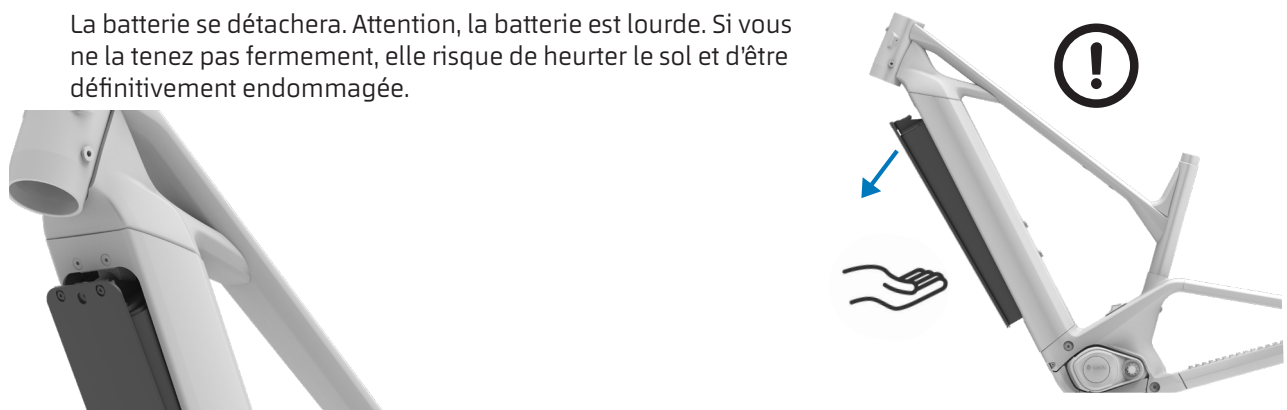 La batterie se détachera. Attention, la batterie est lourde. Si vous
ne la tenez pas fermement, elle risque de heurter le sol et d'être
définitivement endommagée.